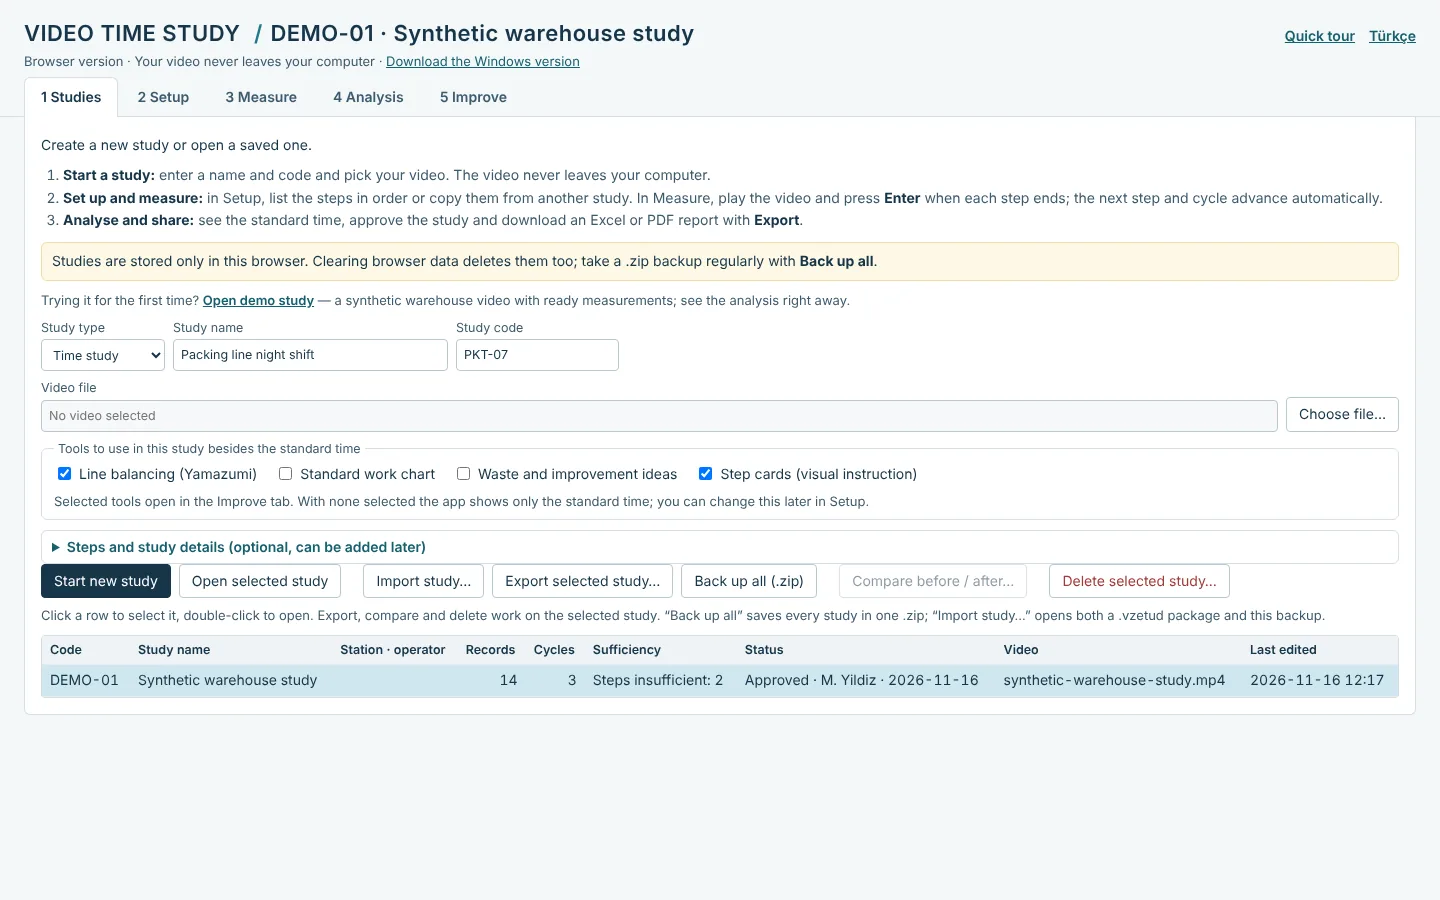 VIDEO TIME STUDY / DEMO-01 · Synthetic warehouse study
Quick tour Türkçe
Browser version · Your video never leaves your computer · Download the Windows version
1 Studies 2 Setup 3 Measure 4 Analysis 5 Improve
Create a new study or open a saved one.
1. Start a study: enter a name and code and pick your video. The video never leaves your computer.
2. Set up and measure: in Setup, list the steps in order or copy them from another study. In Measure, play the video and press Enter when each step ends; the next step and cycle advance automatically.
3. Analyse and share: see the standard time, approve the study and download an Excel or PDF report with Export.
Studies are stored only in this browser. Clearing browser data deletes them too; take a .zip backup regularly with Back up all.
Trying it for the first time? Open demo study — a synthetic warehouse video with ready measurements; see the analysis right away.
Study type Study name Study code
Time study Packing line night shift PKT-07
Video file
No video selected Choose file...
Tools to use in this study besides the standard time
Line balancing (Yamazumi) Standard work chart Waste and improvement ideas Step cards (visual instruction)
Selected tools open in the Improve tab. With none selected the app shows only the standard time; you can change this later in Setup.
Steps and study details (optional, can be added later)
Start new study Open selected study Import study... Export selected study... Back up all (.zip) Compare before / after... Delete selected study...
Click a row to select it, double-click to open. Export, compare and delete work on the selected study. “Back up all” saves every study in one .zip; “Import study...” opens both a .vzetud package and this backup.
Code Study name Station · operator Records Cycles Sufficiency Status Video Last edited
DEMO-01 Synthetic warehouse study 14 3 Steps insufficient: 2 Approved · M. Yildiz · 2026-11-16 synthetic-warehouse-study.mp4 2026-11-16 12:17